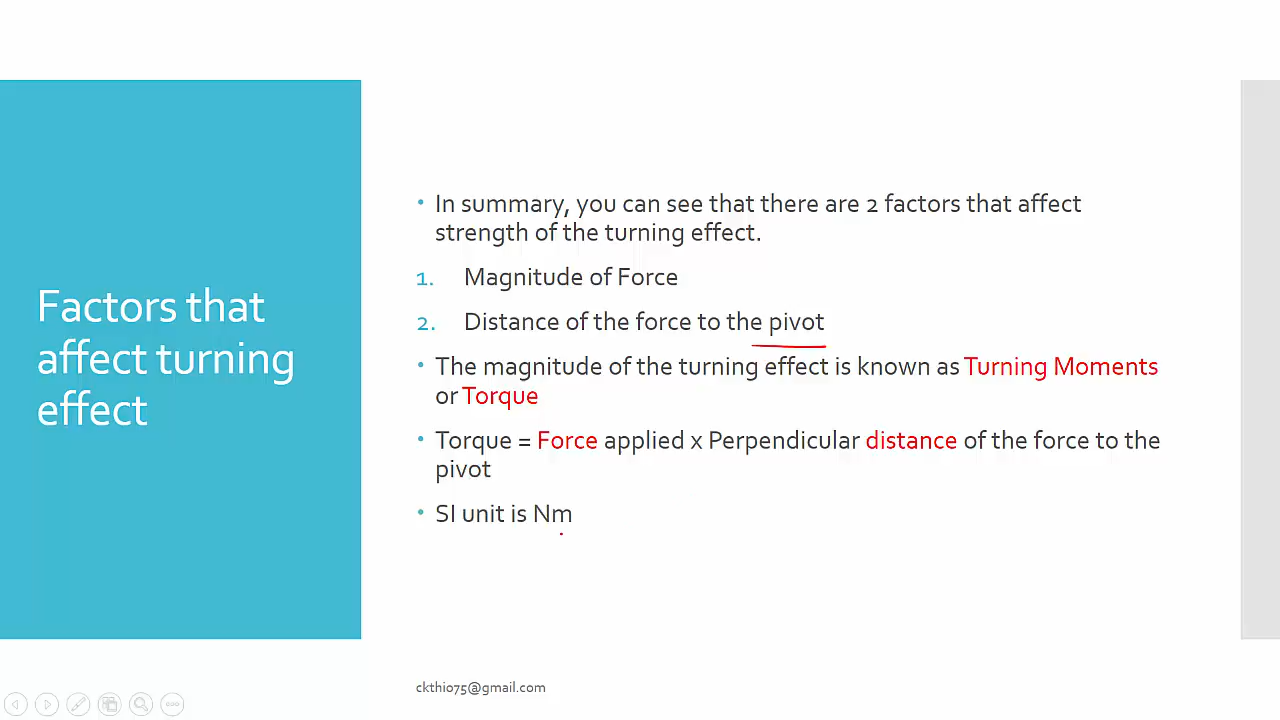 Factors that
affect turning
effect
• In summary, you can see that there are 2 factors that affect
strength of the turning effect.
1. Magnitude of Force
2. Distance of the force to the pivot
• The magnitude of the turning effect is known as Turning Moments
or Torque
• Torque = Force applied x Perpendicular distance of the force to the
pivot
• SI unit is Nm
ckthio75@gmail.com